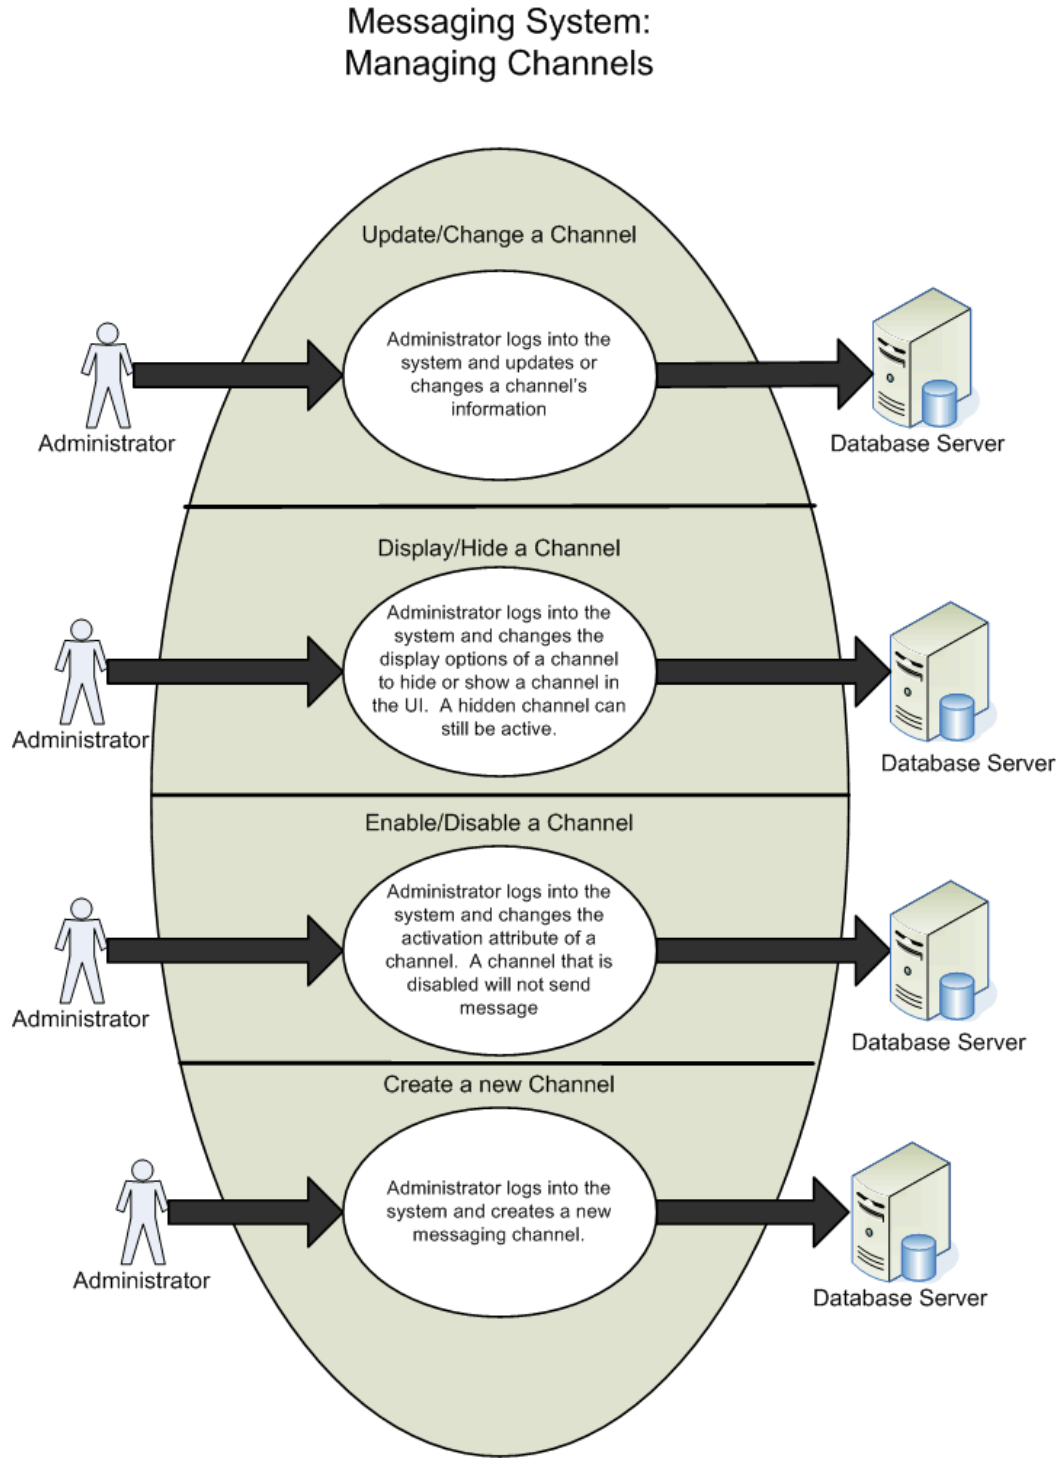 Messaging System:
Managing Channels
Update/Change a Channel
Administrator logs into the
system and updates or
changes a channel's
information
Administrator
Database Server
Display/Hide a Channel
Administrator logs into the
system and changes the
display options of a channel
to hide or show a channel in
the UI.  A hidden channel can
still be active.
Administrator
Database Server
Enable/Disable a Channel
Administrator logs into the
system and changes the
activation attribute of a
channel.  A channel that is
disabled will not send
message
Administrator
Database Server
Create a new Channel
Administrator logs into the
system and creates a new
messaging channel.
Administrator
Database Server